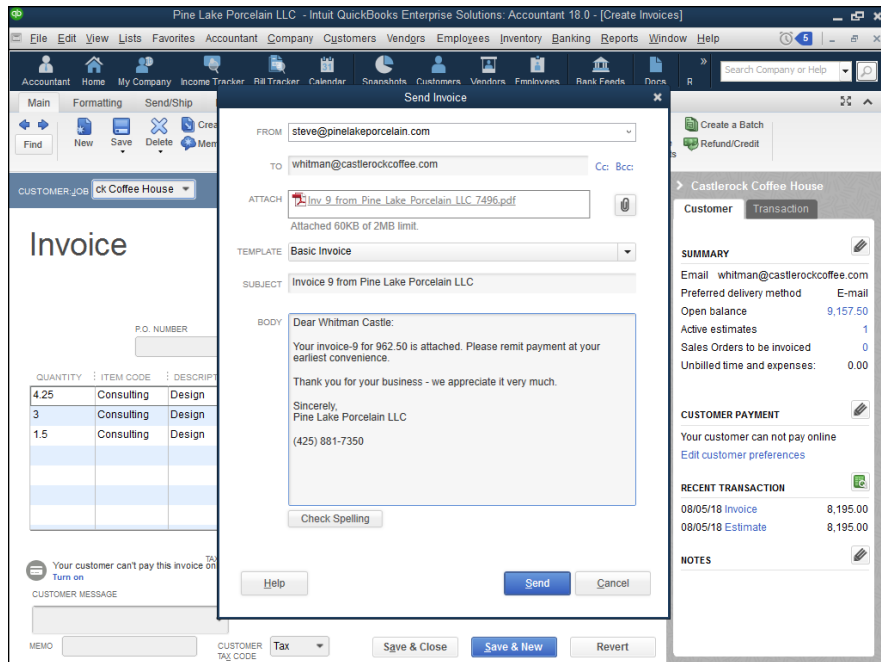 Pine Lake Porcelain LLC - Intuit QuickBooks Enterprise Solutions: Accountant 18.0 - [Create Invoices]
File Edit View Lists Favorites Accountant Company Customers Vendors Employees Inventory Banking Reports Window Help 5
Accountant Home My Company Income Tracker Bill Tracker Calendar Snapshots Customers Vendors Employees Bank Feeds Docs R » Search Company or Help
31
Send Invoice
Main Formatting Send/Ship
Find New Save Delete Crea
Mem
Create a Batch
Refund/Credit
CUSTOMER:JOB ck Coffee House
Invoice
P.O. NUMBER
QUANTITY ITEM CODE DESCRIPT
4.25 Consulting Design
3 Consulting Design
1.5 Consulting Design
TAX
Your customer can't pay this invoice on
Turn on
CUSTOMER MESSAGE
MEMO
CUSTOMER TAX CODE Tax
Save & Close Save & New Revert
FROM steve@pinelakeporcelain.com
TO whitman@castlerockcoffee.com Cc: Bcc:
ATTACH Inv_9_from_Pine_Lake_Porcelain_LLC_7496.pdf
Attached 60KB of 2MB limit.
TEMPLATE Basic Invoice
SUBJECT Invoice 9 from Pine Lake Porcelain LLC
BODY Dear Whitman Castle:
Your invoice-9 for 962.50 is attached. Please remit payment at your
earliest convenience.
Thank you for your business - we appreciate it very much.
Sincerely,
Pine Lake Porcelain LLC
(425) 881-7350
Check Spelling
Help Send Cancel
Castlerock Coffee House
Customer Transaction
SUMMARY
Email whitman@castlerockcoffee.com
Preferred delivery method E-mail
Open balance 9,157.50
Active estimates 1
Sales Orders to be invoiced 0
Unbilled time and expenses: 0.00
CUSTOMER PAYMENT
Your customer can not pay online
Edit customer preferences
RECENT TRANSACTION
08/05/18 Invoice 8,195.00
08/05/18 Estimate 8,195.00
NOTES